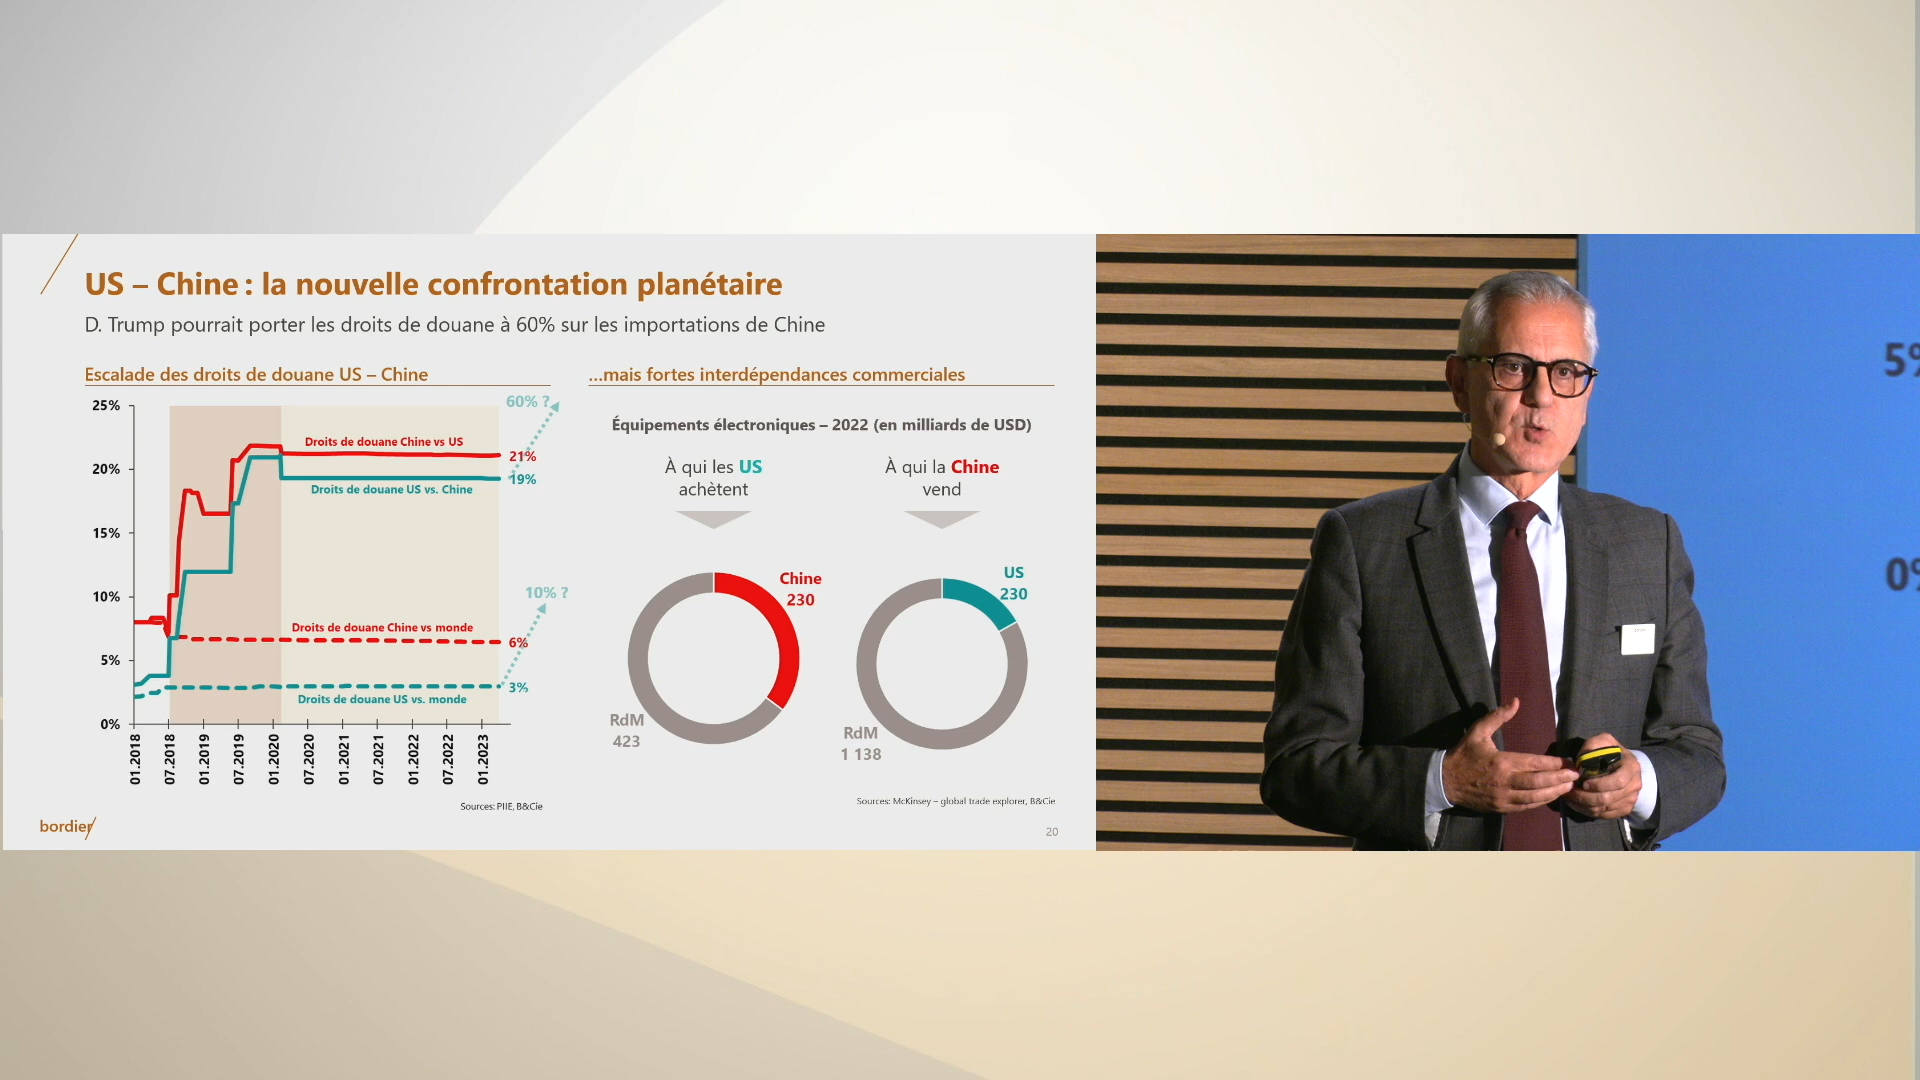 US – Chine : la nouvelle confrontation planétaire
D. Trump pourrait porter les droits de douane à 60% sur les importations de Chine
Escalade des droits de douane US – Chine
25%
20%
15%
10%
5%
0%
60% ?
Droits de douane Chine vs US
21%
19%
Droits de douane US vs. Chine
10% ?
Droits de douane Chine vs monde
6%
3%
Droits de douane US vs. monde
01.2018
07.2018
01.2019
07.2019
01.2020
07.2020
01.2021
07.2021
01.2022
07.2022
01.2023
Sources: PIIE, B&Cie
...mais fortes interdépendances commerciales
Équipements électroniques – 2022 (en milliards de USD)
À qui les US
achètent
Chine
230
RdM
423
À qui la Chine
vend
US
230
RdM
1 138
Sources: McKinsey – global trade explorer, B&Cie
bordier
20
5%
0%